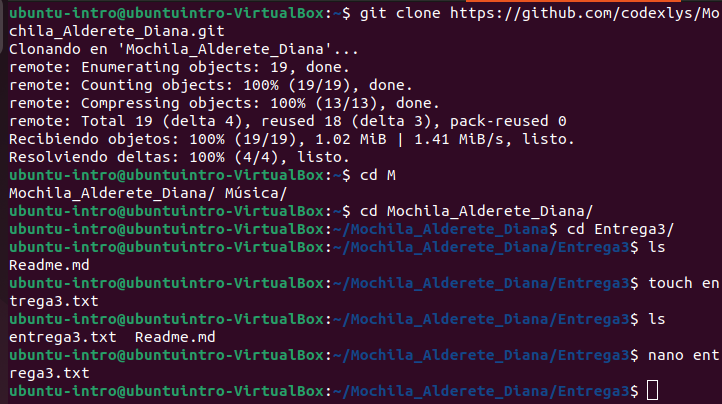 ubuntu-intro@ubuntuintro-VirtualBox:~$ git clone https://github.com/codexlys/Mo
chila_Alderete_Diana.git
Clonando en 'Mochila_Alderete_Diana'...
remote: Enumerating objects: 19, done.
remote: Counting objects: 100% (19/19), done.
remote: Compressing objects: 100% (13/13), done.
remote: Total 19 (delta 4), reused 18 (delta 3), pack-reused 0
Recibiendo objetos: 100% (19/19), 1.02 MiB | 1.41 MiB/s, listo.
Resolviendo deltas: 100% (4/4), listo.
ubuntu-intro@ubuntuintro-VirtualBox:~$ cd M
Mochila_Alderete_Diana/ Música/
ubuntu-intro@ubuntuintro-VirtualBox:~$ cd Mochila_Alderete_Diana/
ubuntu-intro@ubuntuintro-VirtualBox:~/Mochila_Alderete_Diana$ cd Entrega3/
ubuntu-intro@ubuntuintro-VirtualBox:~/Mochila_Alderete_Diana/Entrega3$ ls
Readme.md
ubuntu-intro@ubuntuintro-VirtualBox:~/Mochila_Alderete_Diana/Entrega3$ touch en
trega3.txt
ubuntu-intro@ubuntuintro-VirtualBox:~/Mochila_Alderete_Diana/Entrega3$ ls
entrega3.txt  Readme.md
ubuntu-intro@ubuntuintro-VirtualBox:~/Mochila_Alderete_Diana/Entrega3$ nano ent
rega3.txt
ubuntu-intro@ubuntuintro-VirtualBox:~/Mochila_Alderete_Diana/Entrega3$